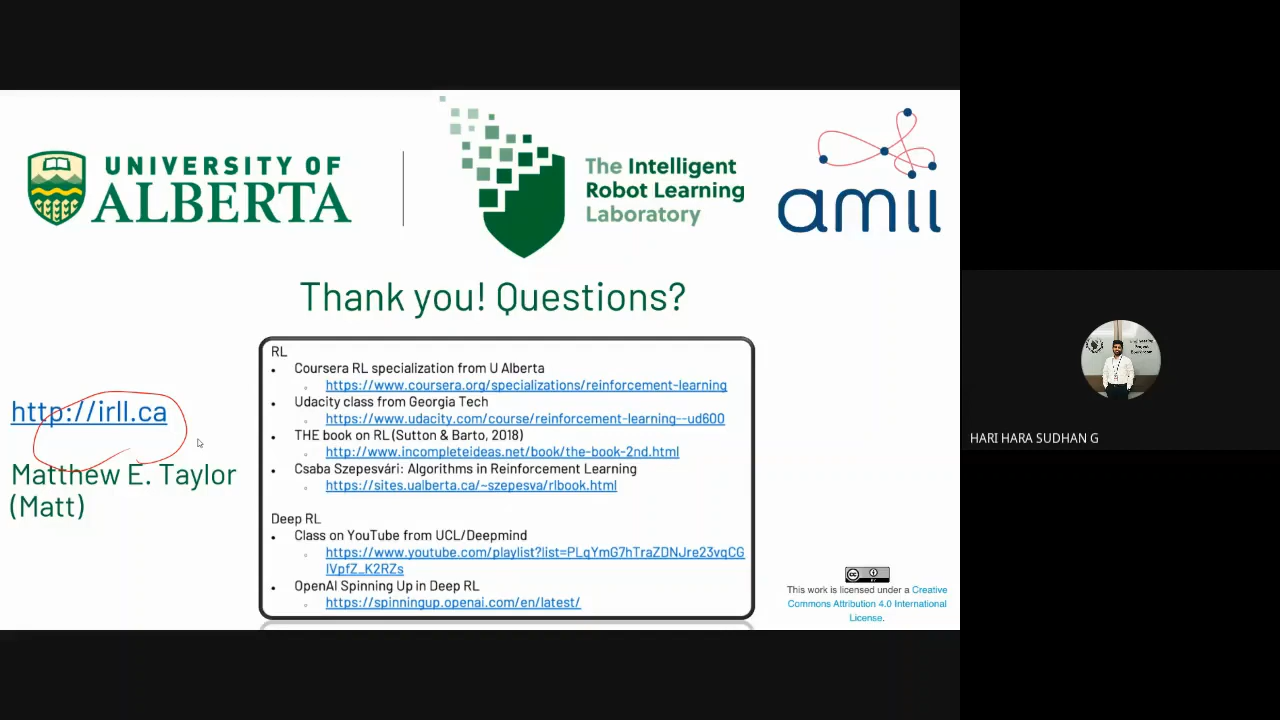 UNIVERSITY OF
ALBERTA
The Intelligent
Robot Learning
Laboratory
amii
Thank you! Questions?
http://irll.ca
Matthew E. Taylor
(Matt)
RL
• Coursera RL specialization from U Alberta
https://www.coursera.org/specializations/reinforcement-learning
• Udacity class from Georgia Tech
https://www.udacity.com/course/reinforcement-learning--ud600
• THE book on RL (Sutton & Barto, 2018)
http://www.incompleteideas.net/book/the-book-2nd.html
• Csaba Szepesvári: Algorithms in Reinforcement Learning
https://sites.ualberta.ca/~szepesva/rlbook.html
Deep RL
• Class on YouTube from UCL/Deepmind
https://www.youtube.com/playlist?list=PLqYmG7hTraZDNJre23vqCG
IVpfZ_K2RZs
• OpenAI Spinning Up in Deep RL
https://spinningup.openai.com/en/latest/
cc
BY
This work is licensed under a Creative
Commons Attribution 4.0 International
License.
HARI HARA SUDHAN G